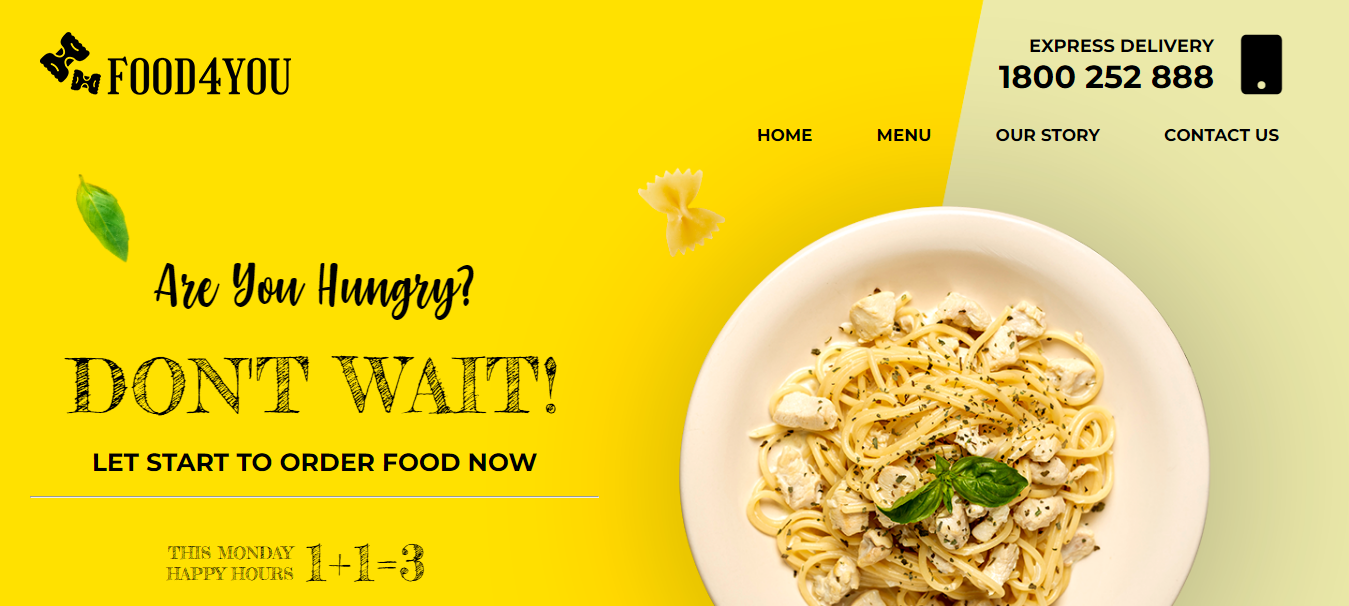 FOOD4YOU
EXPRESS DELIVERY
1800 252 888
HOME MENU OUR STORY CONTACT US
Are You Hungry?
DON'T WAIT!
LET START TO ORDER FOOD NOW
THIS MONDAY
HAPPY HOURS
1+1=3